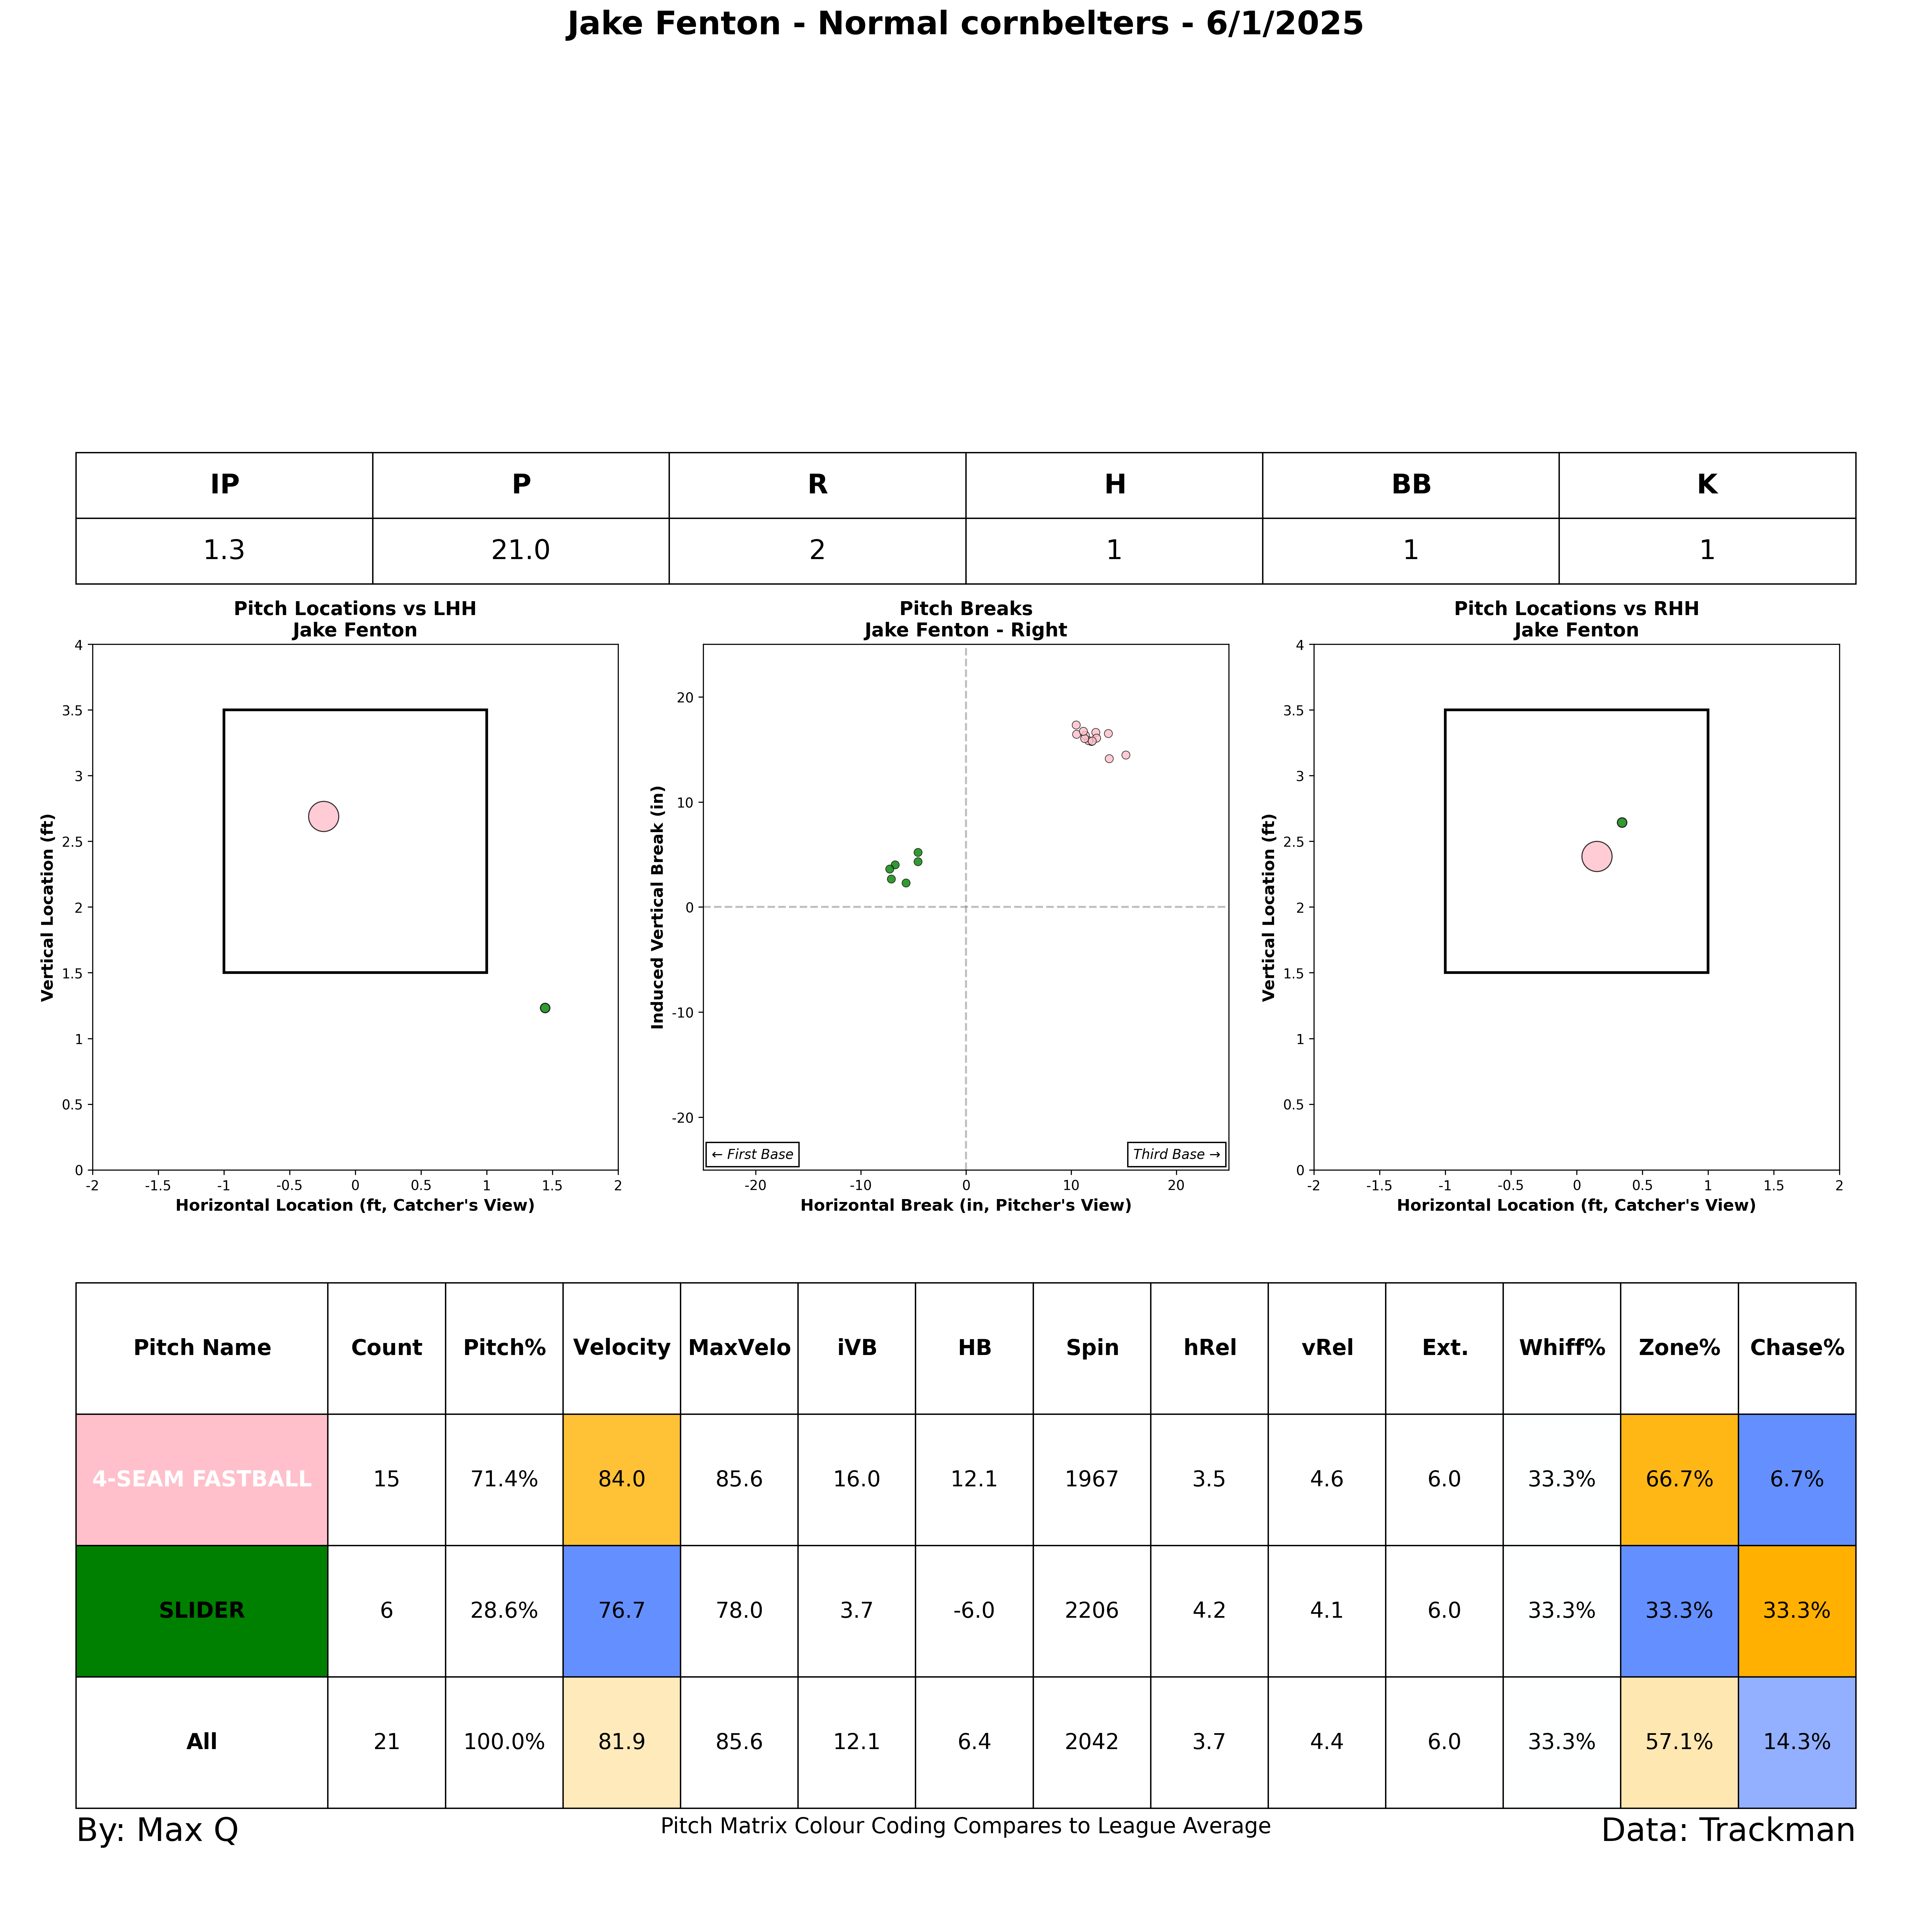 Jake Fenton - Normal cornbelters - 6/1/2025
IP P R H BB K
1.3 21.0 2 1 1 1
Pitch Locations vs LHH
Jake Fenton
4
3.5
3
2.5
2
1.5
1
0.5
0
-2 -1.5 -1 -0.5 0 0.5 1 1.5 2
Vertical Location (ft)
Horizontal Location (ft, Catcher's View)
Pitch Breaks
Jake Fenton - Right
20
10
0
-10
-20
← First Base
Third Base →
-20 -10 0 10 20
Induced Vertical Break (in)
Horizontal Break (in, Pitcher's View)
Pitch Locations vs RHH
Jake Fenton
4
3.5
3
2.5
2
1.5
1
0.5
0
-2 -1.5 -1 -0.5 0 0.5 1 1.5 2
Vertical Location (ft)
Horizontal Location (ft, Catcher's View)
Pitch Name Count Pitch% Velocity MaxVelo iVB HB Spin hRel vRel Ext. Whiff% Zone% Chase%
4-SEAM FASTBALL 15 71.4% 84.0 85.6 16.0 12.1 1967 3.5 4.6 6.0 33.3% 66.7% 6.7%
SLIDER 6 28.6% 76.7 78.0 3.7 -6.0 2206 4.2 4.1 6.0 33.3% 33.3% 33.3%
All 21 100.0% 81.9 85.6 12.1 6.4 2042 3.7 4.4 6.0 33.3% 57.1% 14.3%
By: Max Q
Pitch Matrix Colour Coding Compares to League Average
Data: Trackman